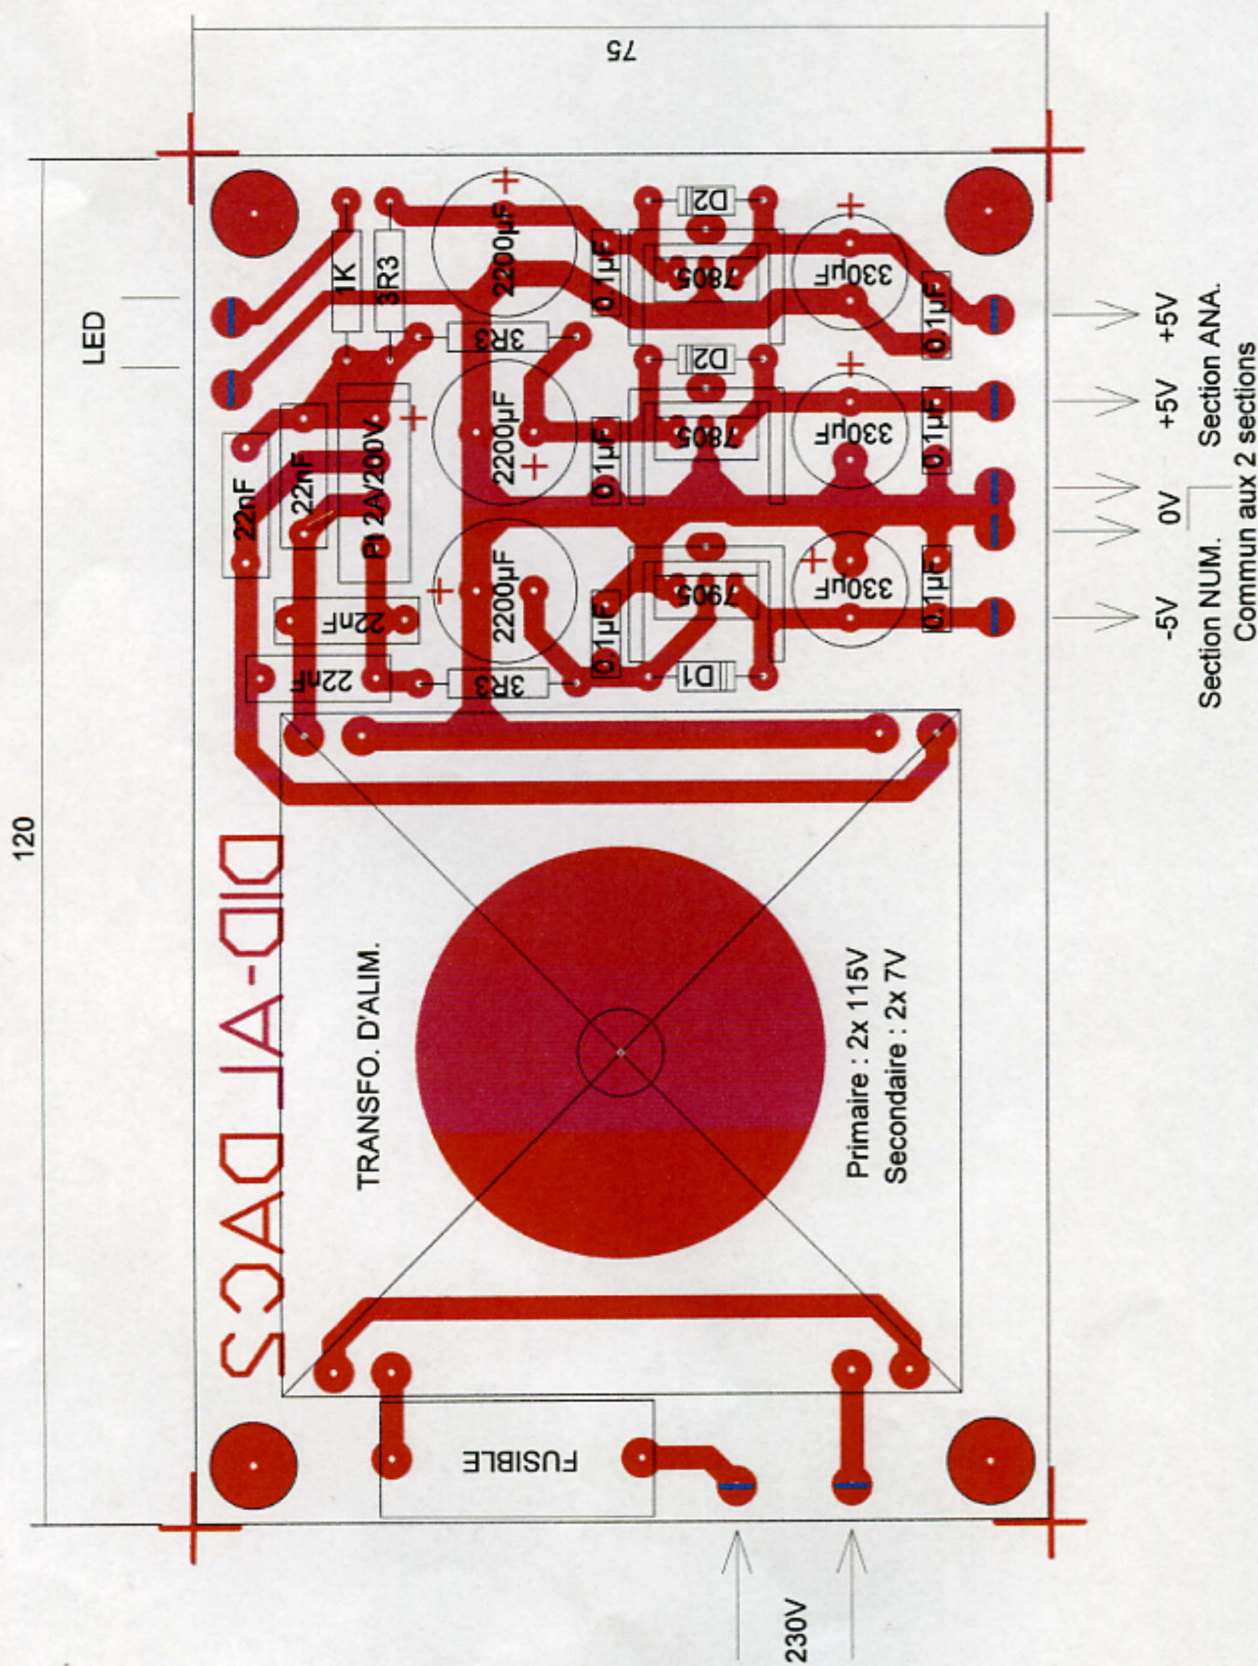 75
120
LED
1K
3R3
2200µF
0.1µF
D2
7805
330µF
0.1µF
3R3
2200µF
0.1µF
D2
7805
330µF
0.1µF
22nF
22nF
PI 2A/200V
22nF
22nF
2200µF
0.1µF
7905
330µF
0.1µF
3R3
D1
+5V
+5V
0V
-5V
Section ANA.
Section NUM.
Commun aux 2 sections
DID-AL DACS
TRANSFO. D'ALIM.
Primaire : 2x 115V
Secondaire : 2x 7V
FUSIBLE
230V